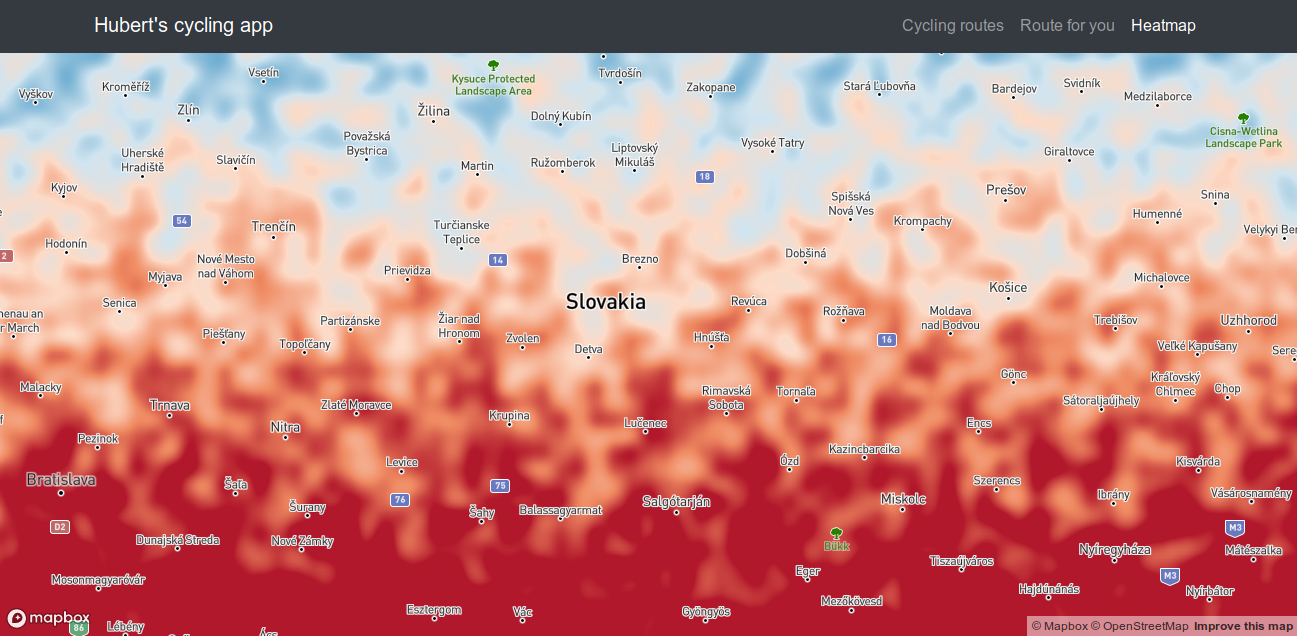 Hubert's cycling app
Cycling routes Route for you Heatmap
Vsetín
Kysuce Protected
Landscape Area
Tvrdošín
Vyškov
Kroměříž
Zakopane
Stará Ľubovňa
Bardejov
Svidník
Medzilaborce
Zlín
Žilina
Dolný Kubín
Cisna-Wetlina
Landscape Park
Považská
Bystrica
Vysoké Tatry
Liptovský
Mikuláš
Uherské
Hradiště
Slavičín
Martin
Ružomberok
Giraltovce
18
Kyjov
Prešov
Snina
Spišská
Nová Ves
54
Trenčín
Turčianske
Teplice
Krompachy
Humenné
Velykyi Ber
Hodonín
2
Nové Mesto
nad Váhom
14
Brezno
Dobšiná
Myjava
Prievidza
Michalovce
Senica
Slovakia
Revúca
Košice
enau an
r March
Piešťany
Partizánske
Žiar nad
Hronom
Rožňava
Moldava
nad Bodvou
Trebišov
Uzhhorod
Topoľčany
Zvolen
Detva
Hnúšťa
16
Veľké Kapušany
Sere
Malacky
Gönc
Kráľovský
Chlmec
Chop
Trnava
Zlaté Moravce
Rimavská
Sobota
Tornaľa
Sátoraljaújhely
Krupina
Lučenec
Encs
Nitra
Pezinok
Kazincbarcika
Levice
Ózd
Kisvárda
Bratislava
Šaľa
75
Szerencs
76
Šurany
Šahy
Balassagyarmat
Salgótarján
Miskolc
Ibrány
Vásárosnamény
D2
M3
Dunajská Streda
Nové Zámky
Bükk
Nyíregyháza
Mátészalka
Mosonmagyaróvár
Eger
Tiszaújváros
M3
Hajdúnánás
Nyírbátor
Esztergom
Vác
Gyöngyös
Mezőkövesd
mapbox
86
Lébény
© Mapbox © OpenStreetMap Improve this map